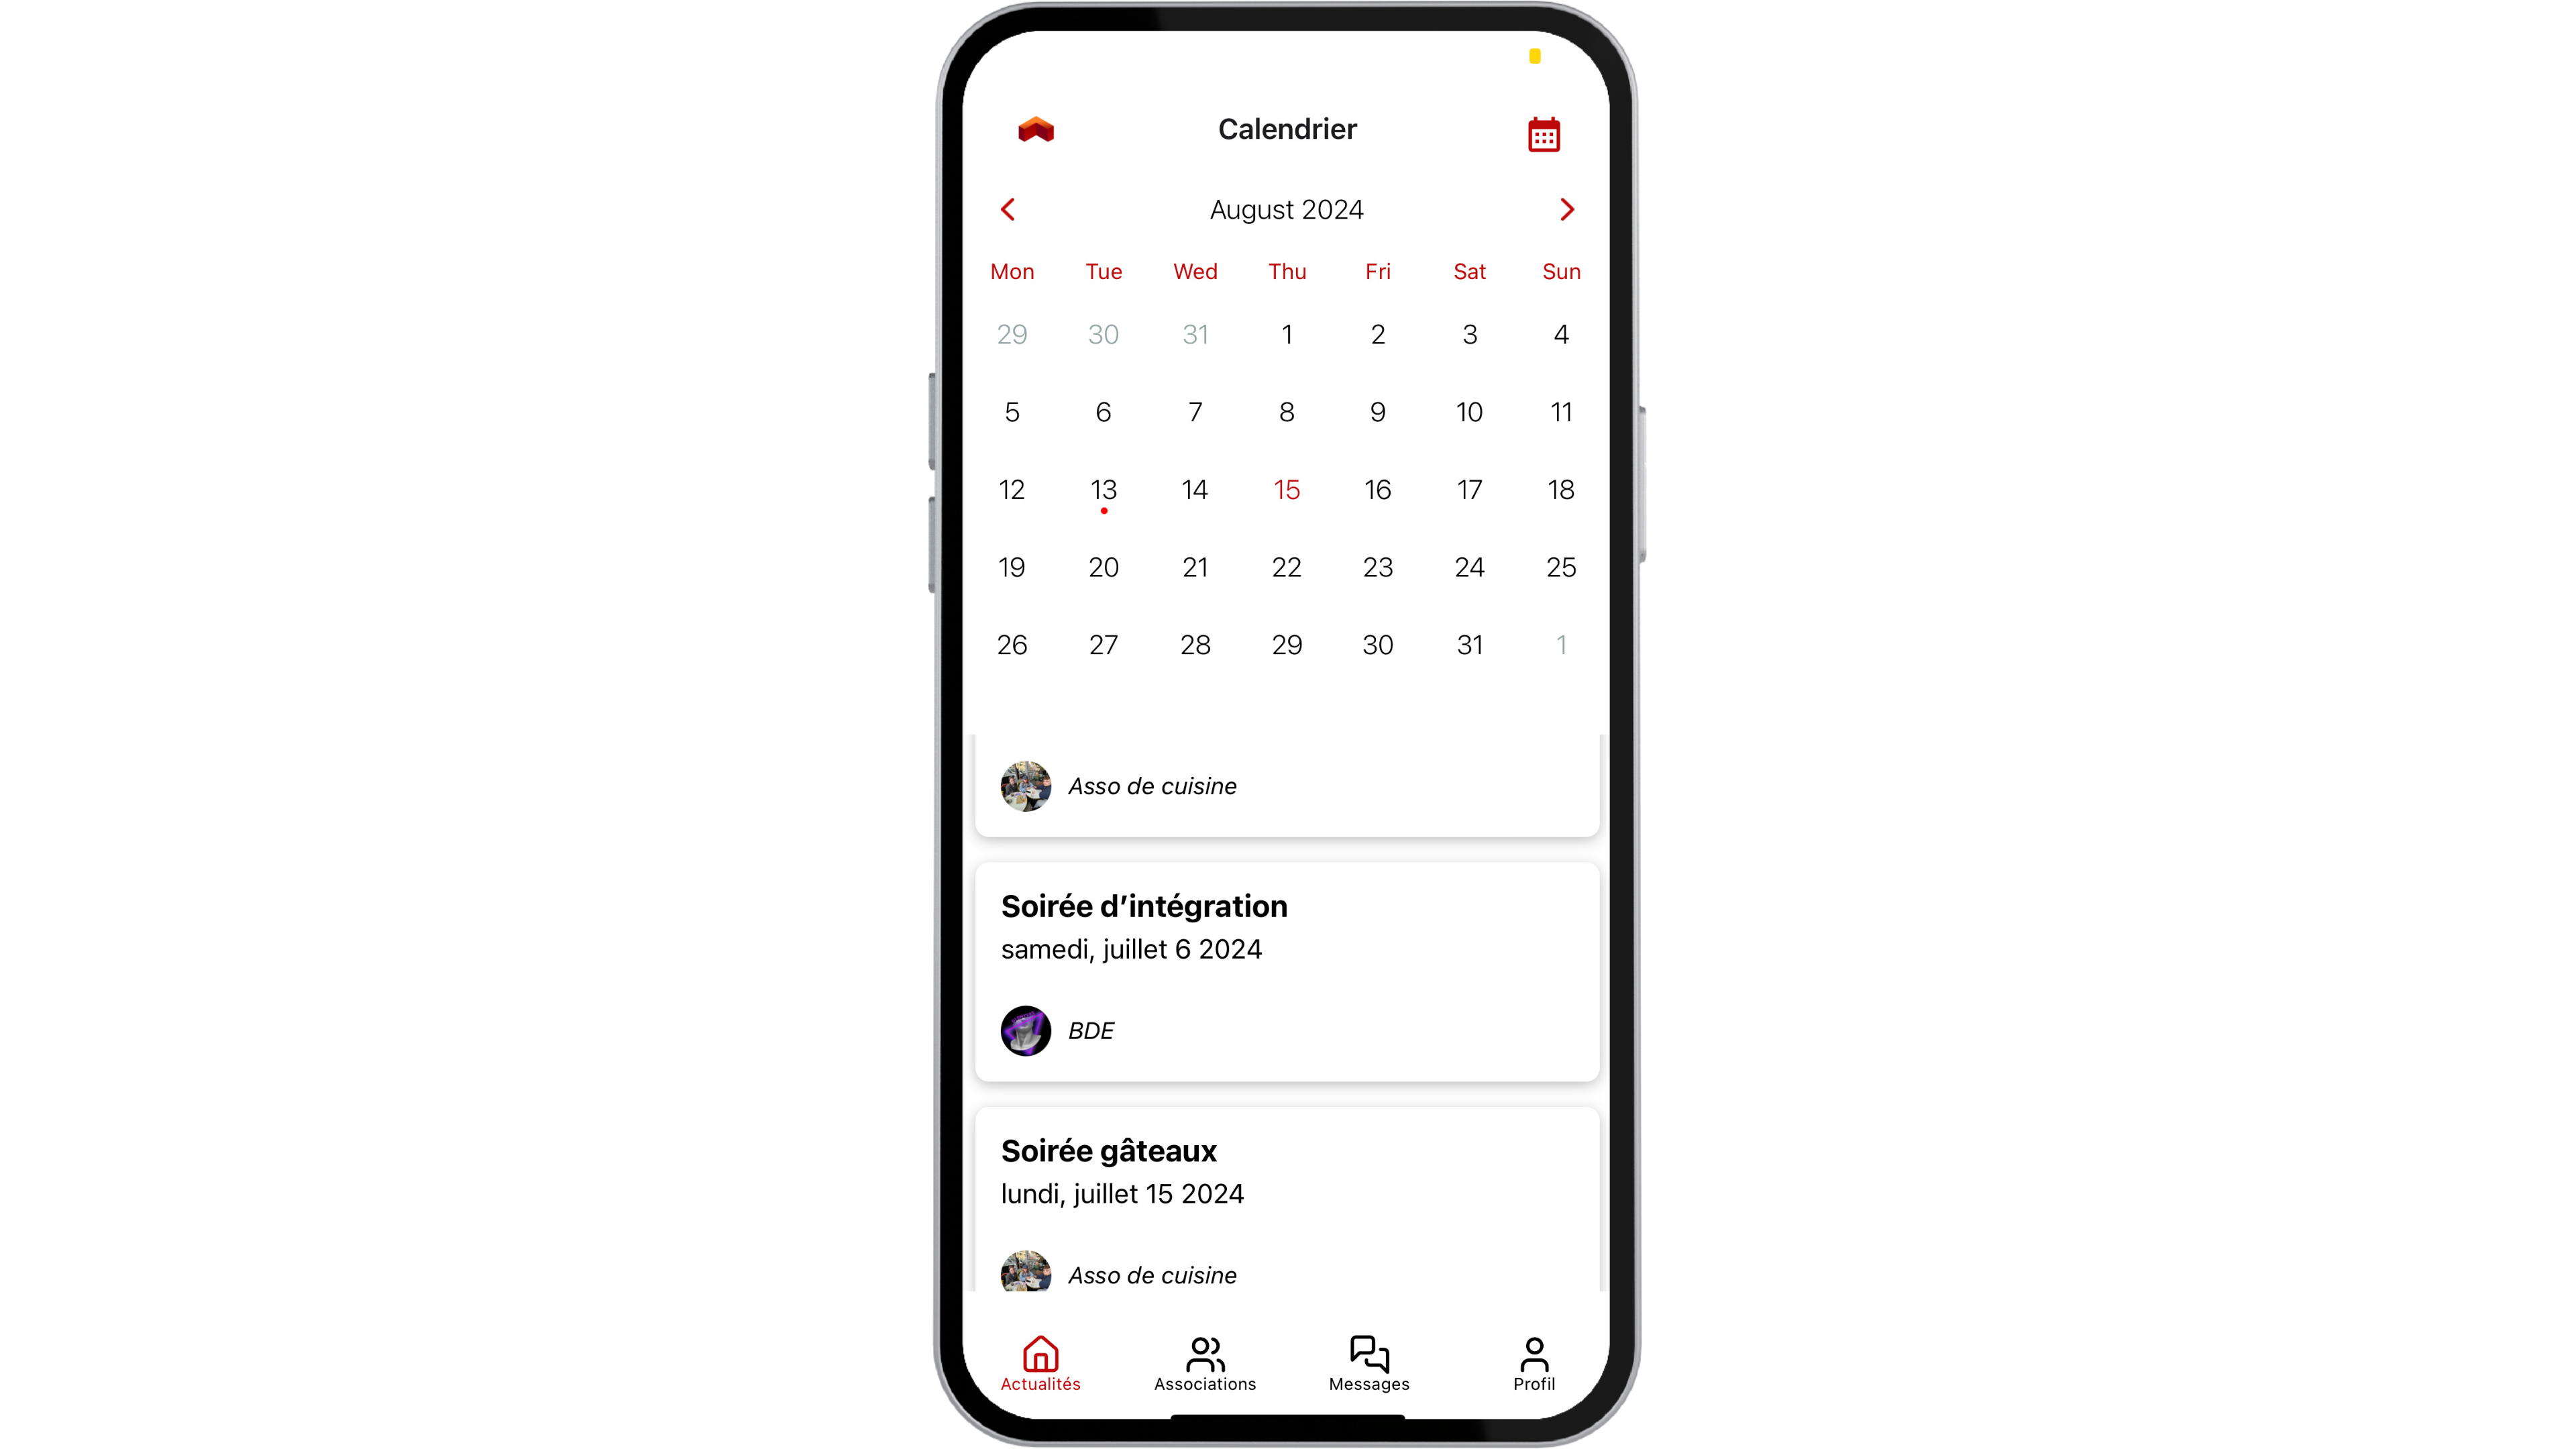 Calendrier
August 2024
Mon Tue Wed Thu Fri Sat Sun
29 30 31 1 2 3 4
5 6 7 8 9 10 11
12 13 14 15 16 17 18
19 20 21 22 23 24 25
26 27 28 29 30 31 1
Asso de cuisine
Soirée d’intégration
samedi, juillet 6 2024
BDE
Soirée gâteaux
lundi, juillet 15 2024
Asso de cuisine
Actualités Associations Messages Profil